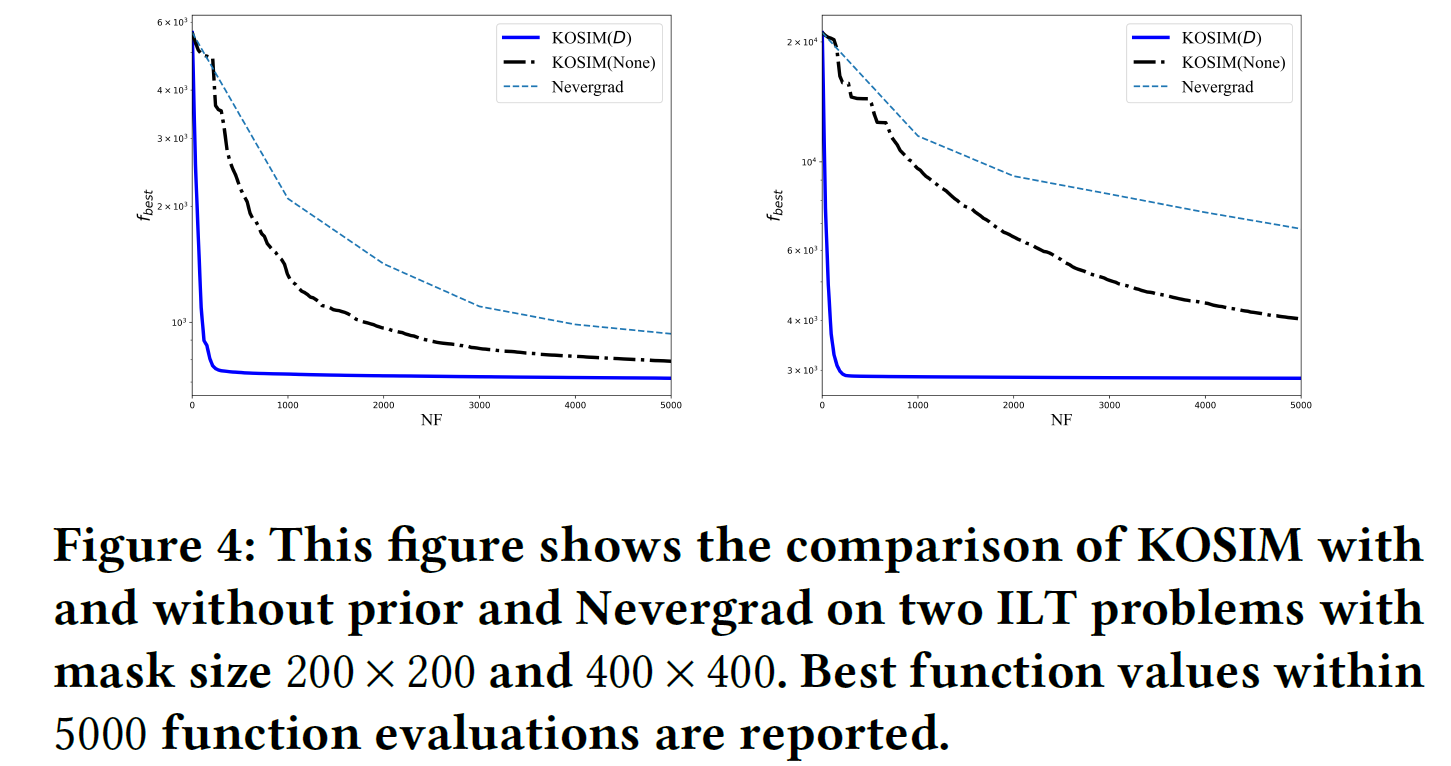 6 × 10³
4 × 10³
3 × 10³
2 × 10³
10³
f_best
0 1000 2000 3000 4000 5000
NF
KOSIM(D)
KOSIM(None)
Nevergrad
2 × 10⁴
10⁴
6 × 10³
4 × 10³
3 × 10³
f_best
0 1000 2000 3000 4000 5000
NF
KOSIM(D)
KOSIM(None)
Nevergrad
Figure 4: This figure shows the comparison of KOSIM with
and without prior and Nevergrad on two ILT problems with
mask size 200 × 200 and 400 × 400. Best function values within
5000 function evaluations are reported.